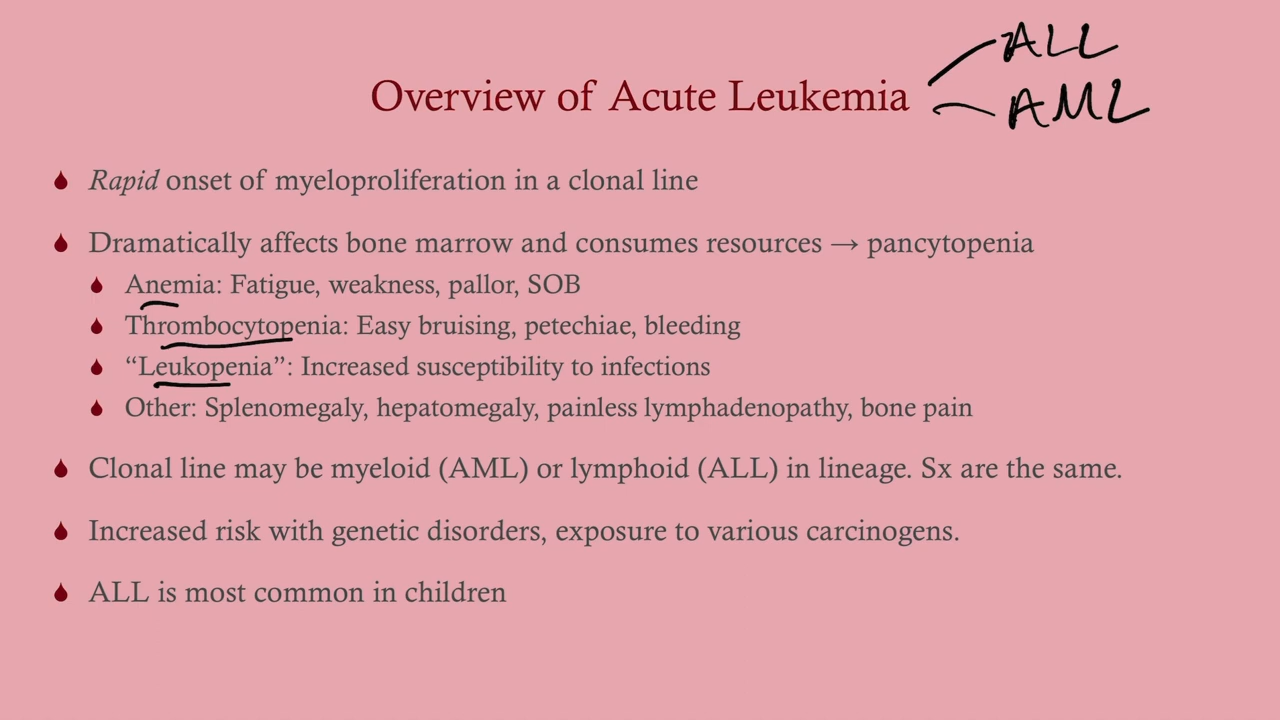 ALL
Overview of Acute Leukemia
AML
Rapid onset of myeloproliferation in a clonal line
Dramatically affects bone marrow and consumes resources → pancytopenia
Anemia: Fatigue, weakness, pallor, SOB
Thrombocytopenia: Easy bruising, petechiae, bleeding
“Leukopenia”: Increased susceptibility to infections
Other: Splenomegaly, hepatomegaly, painless lymphadenopathy, bone pain
Clonal line may be myeloid (AML) or lymphoid (ALL) in lineage. Sx are the same.
Increased risk with genetic disorders, exposure to various carcinogens.
ALL is most common in children